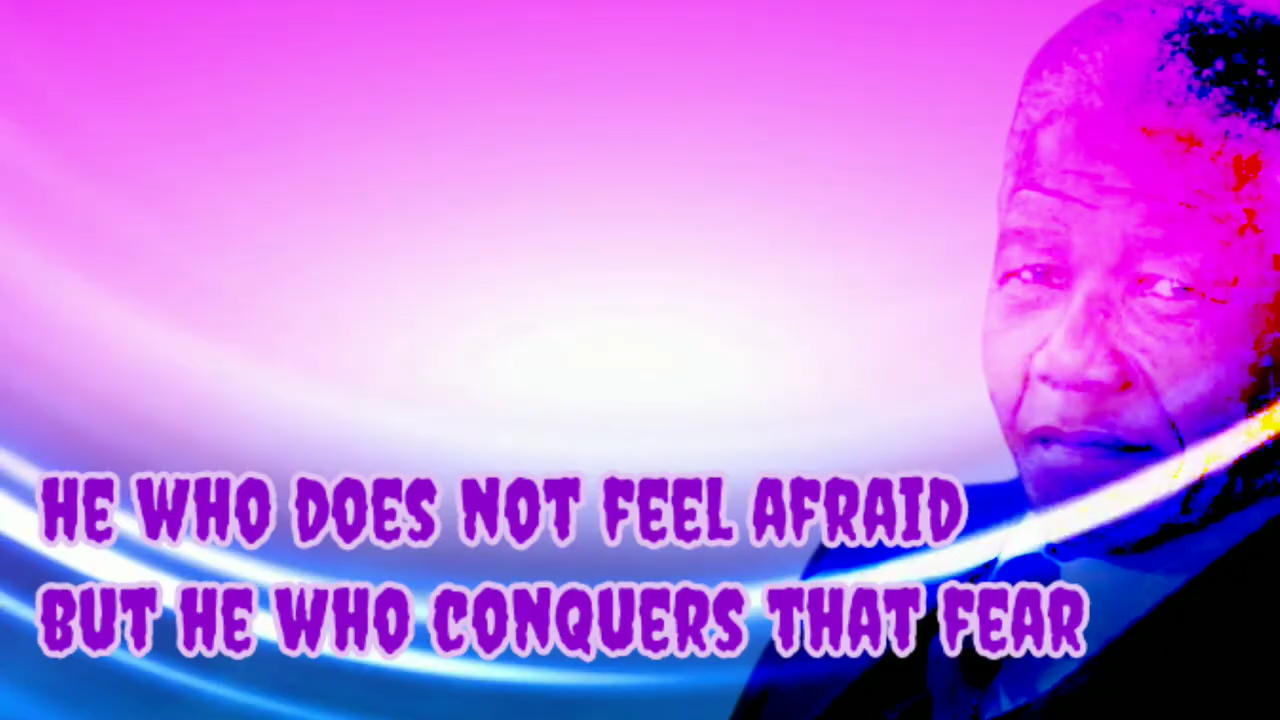 HE WHO DOES NOT FEEL AFRAID
BUT HE WHO CONQUERS THAT FEAR